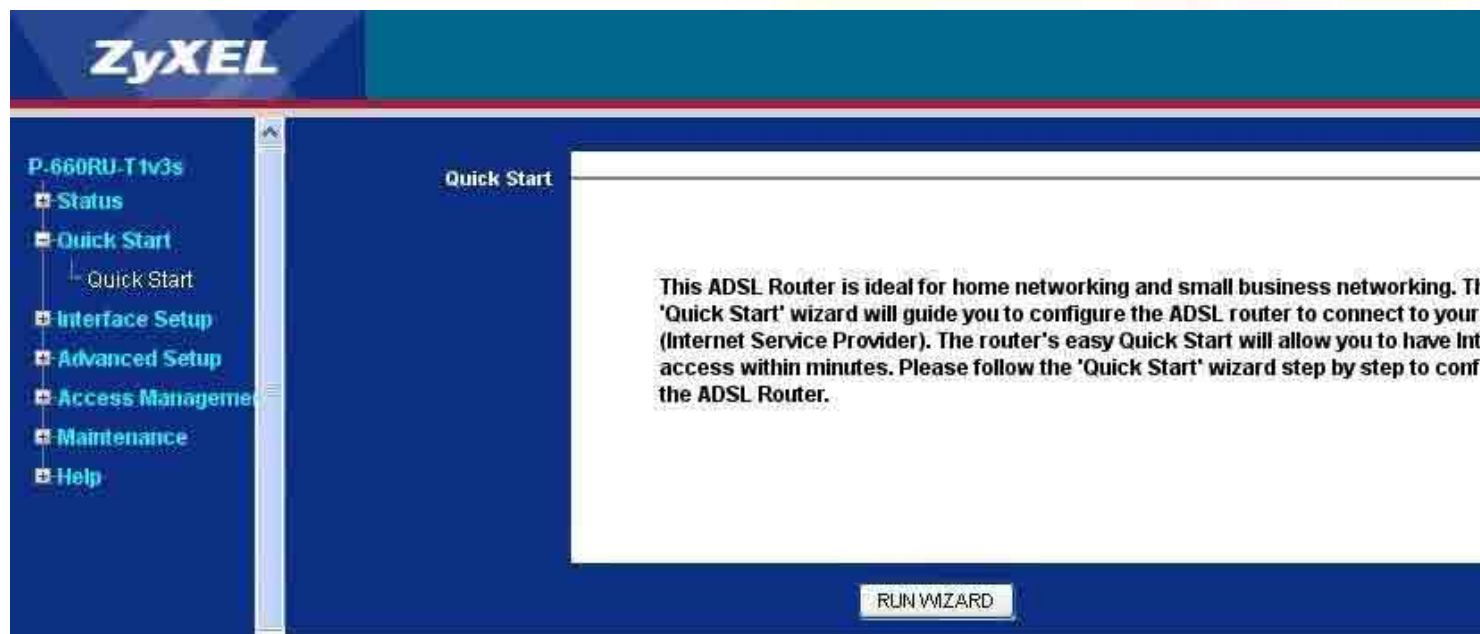 ZyXEL
P-660RU-T1v3s
Status
Quick Start
Quick Start
Interface Setup
Advanced Setup
Access Managemen
Maintenance
Help
Quick Start
This ADSL Router is ideal for home networking and small business networking. Th
'Quick Start' wizard will guide you to configure the ADSL router to connect to your
(Internet Service Provider). The router's easy Quick Start will allow you to have Int
access within minutes. Please follow the 'Quick Start' wizard step by step to conf
the ADSL Router.
RUN WIZARD